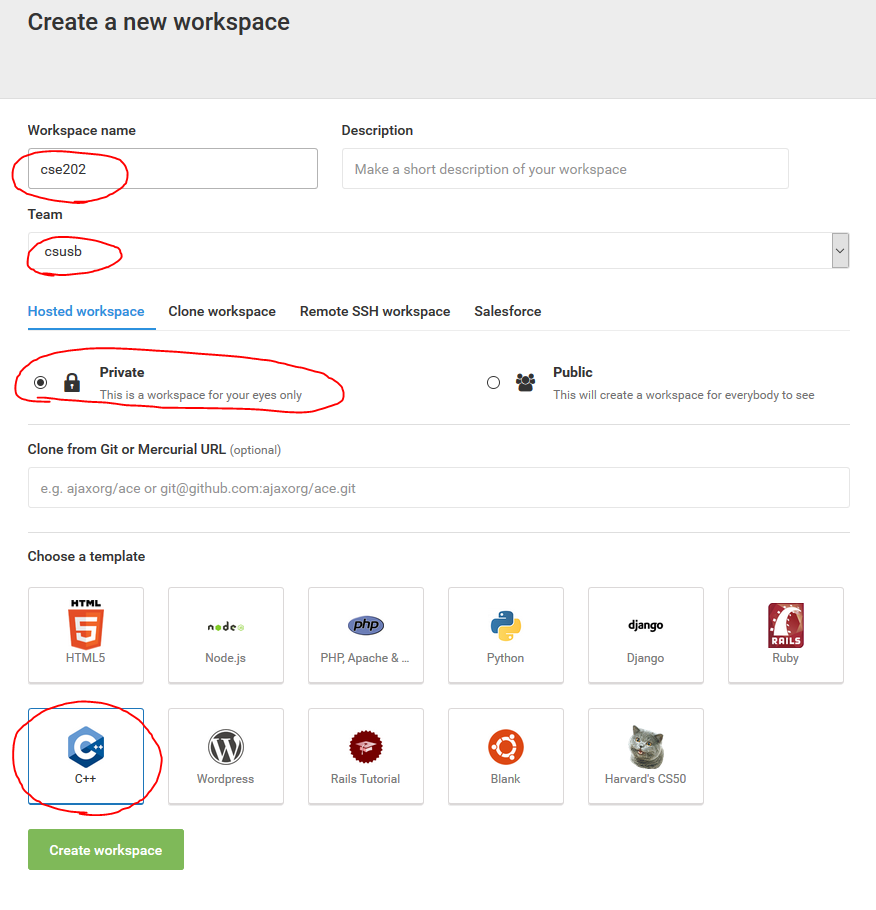 Create a new workspace
Workspace name
Description
cse202
Make a short description of your workspace
Team
csusb
Hosted workspace
Clone workspace
Remote SSH workspace
Salesforce
Private
This is a workspace for your eyes only
Public
This will create a workspace for everybody to see
Clone from Git or Mercurial URL (optional)
e.g. ajaxorg/ace or git@github.com:ajaxorg/ace.git
Choose a template
HTML
5
HTML5
node
Node.js
php
PHP, Apache & ...
Python
django
Django
RAILS
Ruby
C++
C++
W
Wordpress
Rails Tutorial
Blank
Harvard's CS50
Create workspace